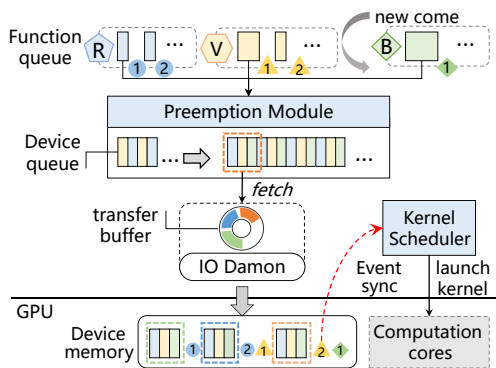 new come
Function
queue
R
...
V
...
B
...
1
2
1
2
1
Preemption Module
Device
queue
...
...
fetch
transfer
buffer
IO Damon
Kernel
Scheduler
Event
sync
launch
kernel
GPU
Device
memory
1
2
1
2
1
Computation
cores